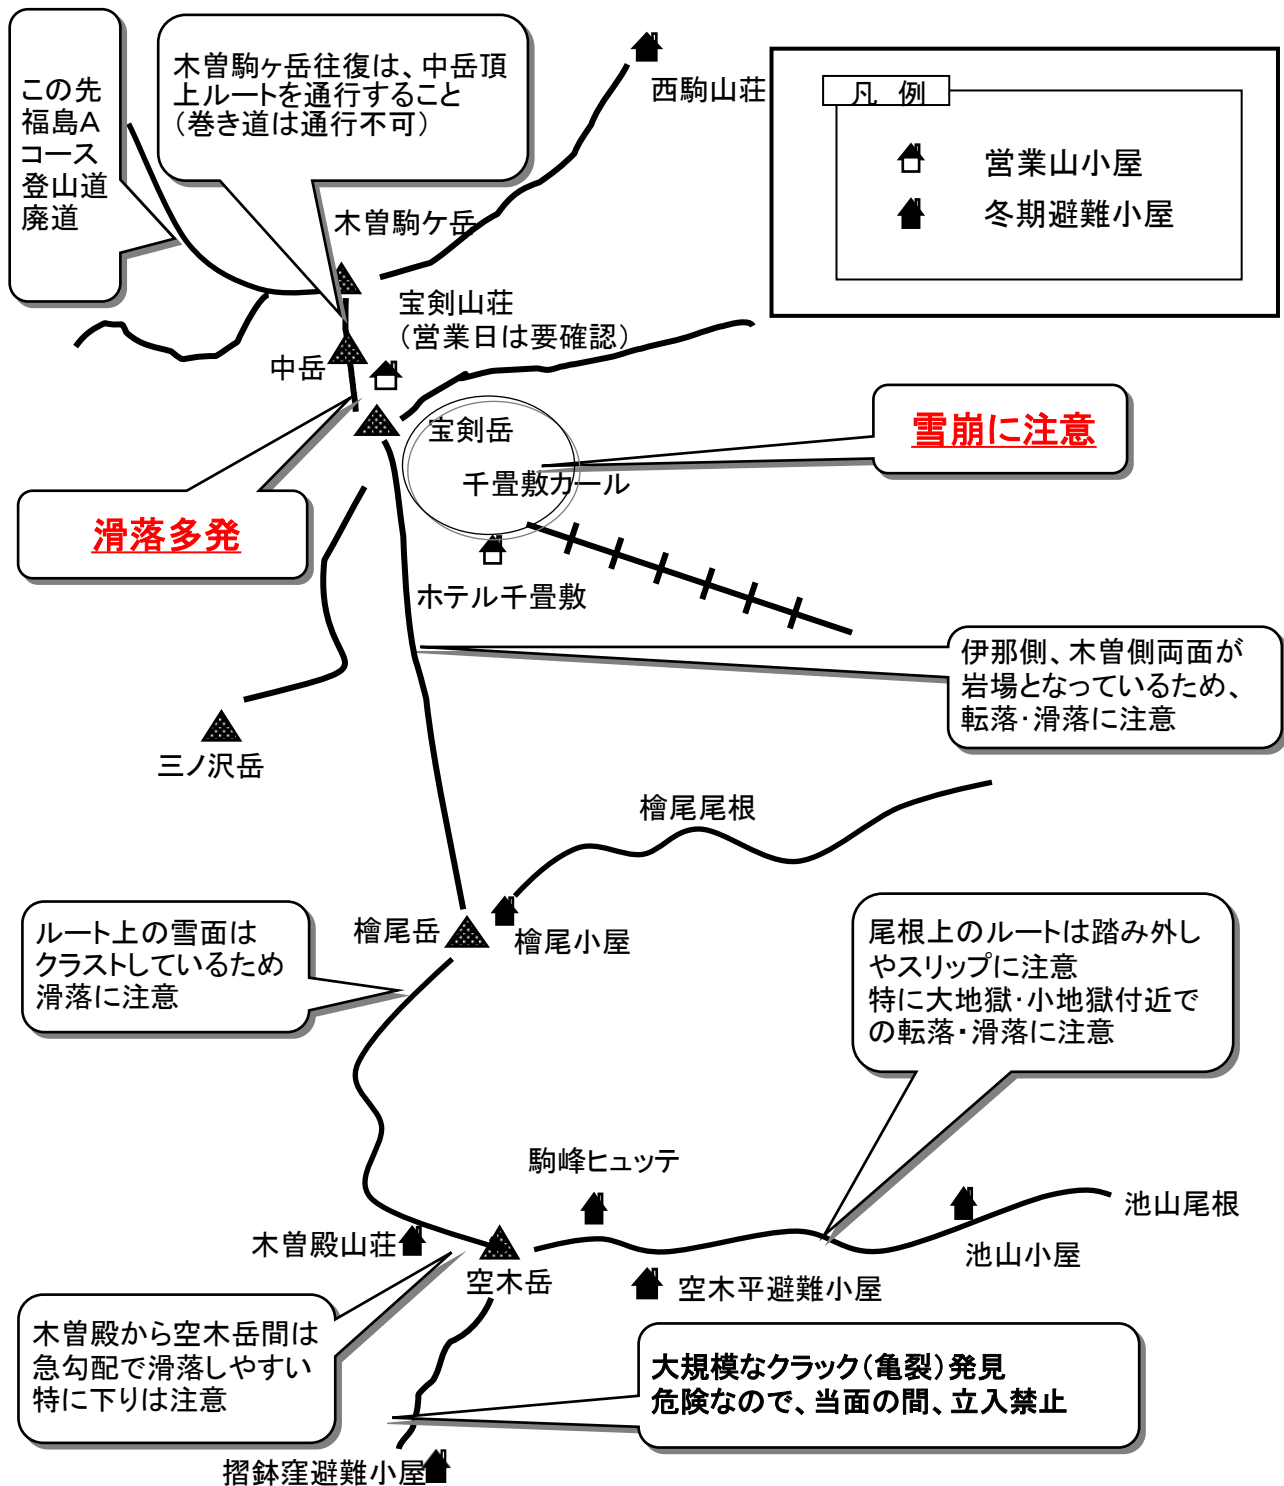 この先
福島A
コース
登山道
廃道
木曽駒ヶ岳往復は、中岳頂
上ルートを通行すること
（巻き道は通行不可）
西駒山荘
凡　例
営業山小屋
冬期避難小屋
木曽駒ケ岳
宝剣山荘
（営業日は要確認）
中岳
宝剣岳
千畳敷カール
雪崩に注意
滑落多発
ホテル千畳敷
伊那側、木曽側両面が
岩場となっているため、
転落・滑落に注意
三ノ沢岳
檜尾尾根
ルート上の雪面は
クラストしているため
滑落に注意
檜尾岳
檜尾小屋
尾根上のルートは踏み外し
やスリップに注意
特に大地獄・小地獄付近で
の転落・滑落に注意
駒峰ヒュッテ
池山尾根
木曽殿山荘
池山小屋
空木岳
空木平避難小屋
木曽殿から空木岳間は
急勾配で滑落しやすい
特に下りは注意
大規模なクラック（亀裂）発見
危険なので、当面の間、立入禁止
摺鉢窪避難小屋